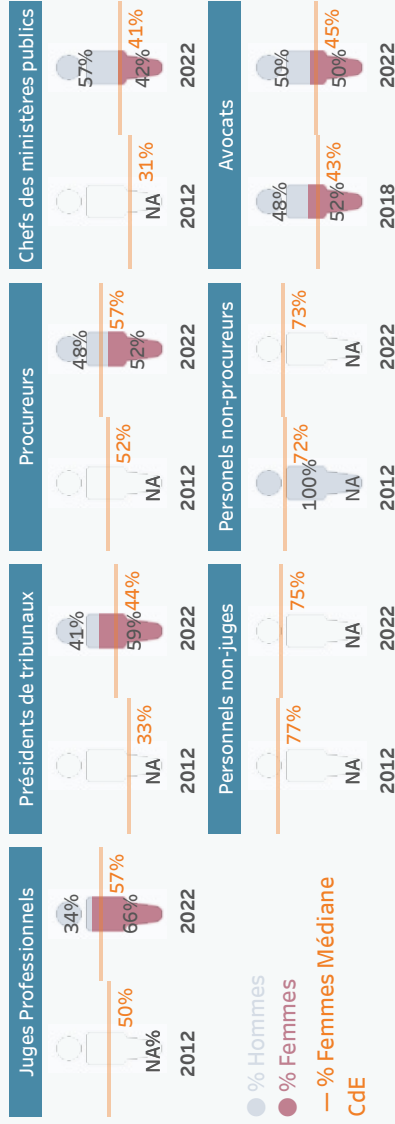 Juges Professionnels
34%
57%
66%
50%
NA%
2012
2022
Présidents de tribunaux
41%
44%
59%
33%
NA
2012
2022
Procureurs
48%
57%
52%
52%
NA
2012
2022
Chefs des ministères publics
57%
41%
42%
31%
NA
2012
2022
% Hommes
% Femmes
% Femmes Médiane
CdE
Personnels non-juges
77%
75%
NA
NA
2012
2022
Personels non-procureurs
72%
73%
100%
NA
NA
2012
2022
Avocats
48%
50%
45%
43%
52%
50%
2018
2022